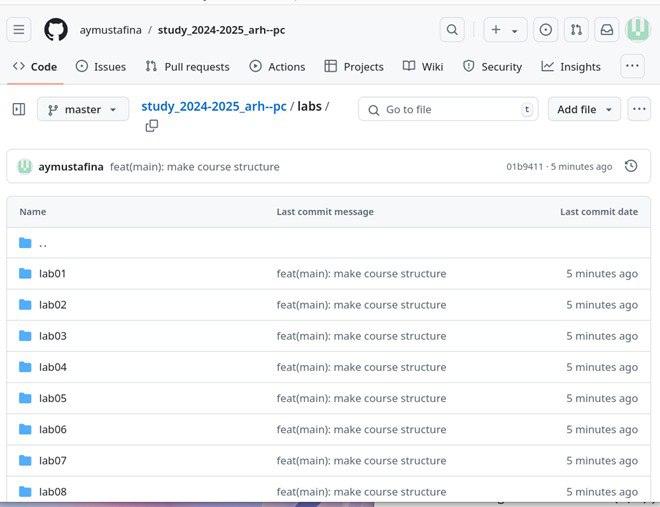 aymustafina / study_2024-2025_arh--pc
Code Issues Pull requests Actions Projects Wiki Security Insights
master study_2024-2025_arh--pc / labs / Go to file t Add file
aymustafina feat(main): make course structure 01b9411 · 5 minutes ago
Name Last commit message Last commit date
..
lab01 feat(main): make course structure 5 minutes ago
lab02 feat(main): make course structure 5 minutes ago
lab03 feat(main): make course structure 5 minutes ago
lab04 feat(main): make course structure 5 minutes ago
lab05 feat(main): make course structure 5 minutes ago
lab06 feat(main): make course structure 5 minutes ago
lab07 feat(main): make course structure 5 minutes ago
lab08 feat(main): make course structure 5 minutes ago